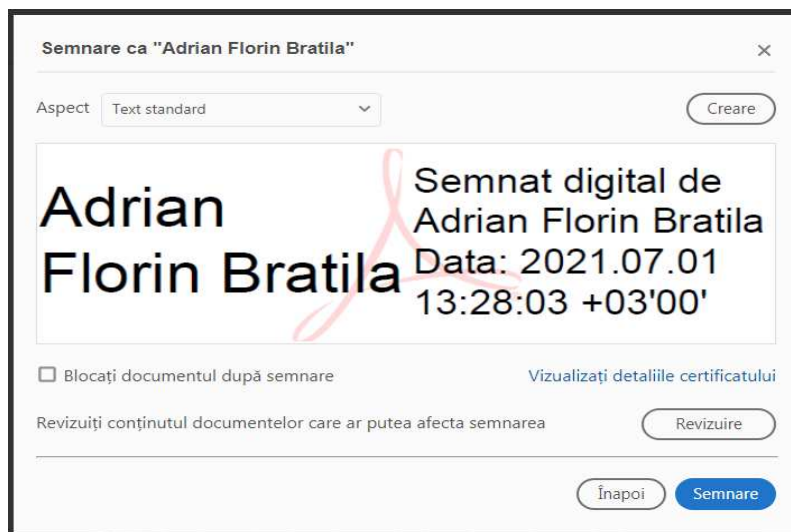 Semnare ca "Adrian Florin Bratila"
Aspect Text standard Creare
Adrian
Florin Bratila
Semnat digital de
Adrian Florin Bratila
Data: 2021.07.01
13:28:03 +03'00'
Blocați documentul după semnare Vizualizați detaliile certificatului
Revizuiți conținutul documentelor care ar putea afecta semnarea Revizuire
Înapoi Semnare